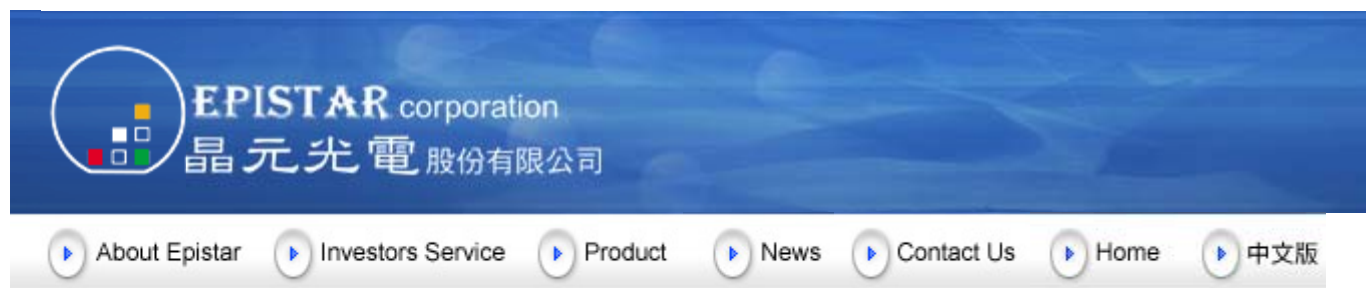 EPISTAR corporation
晶元光電股份有限公司
About Epistar Investors Service Product News Contact Us Home 中文版